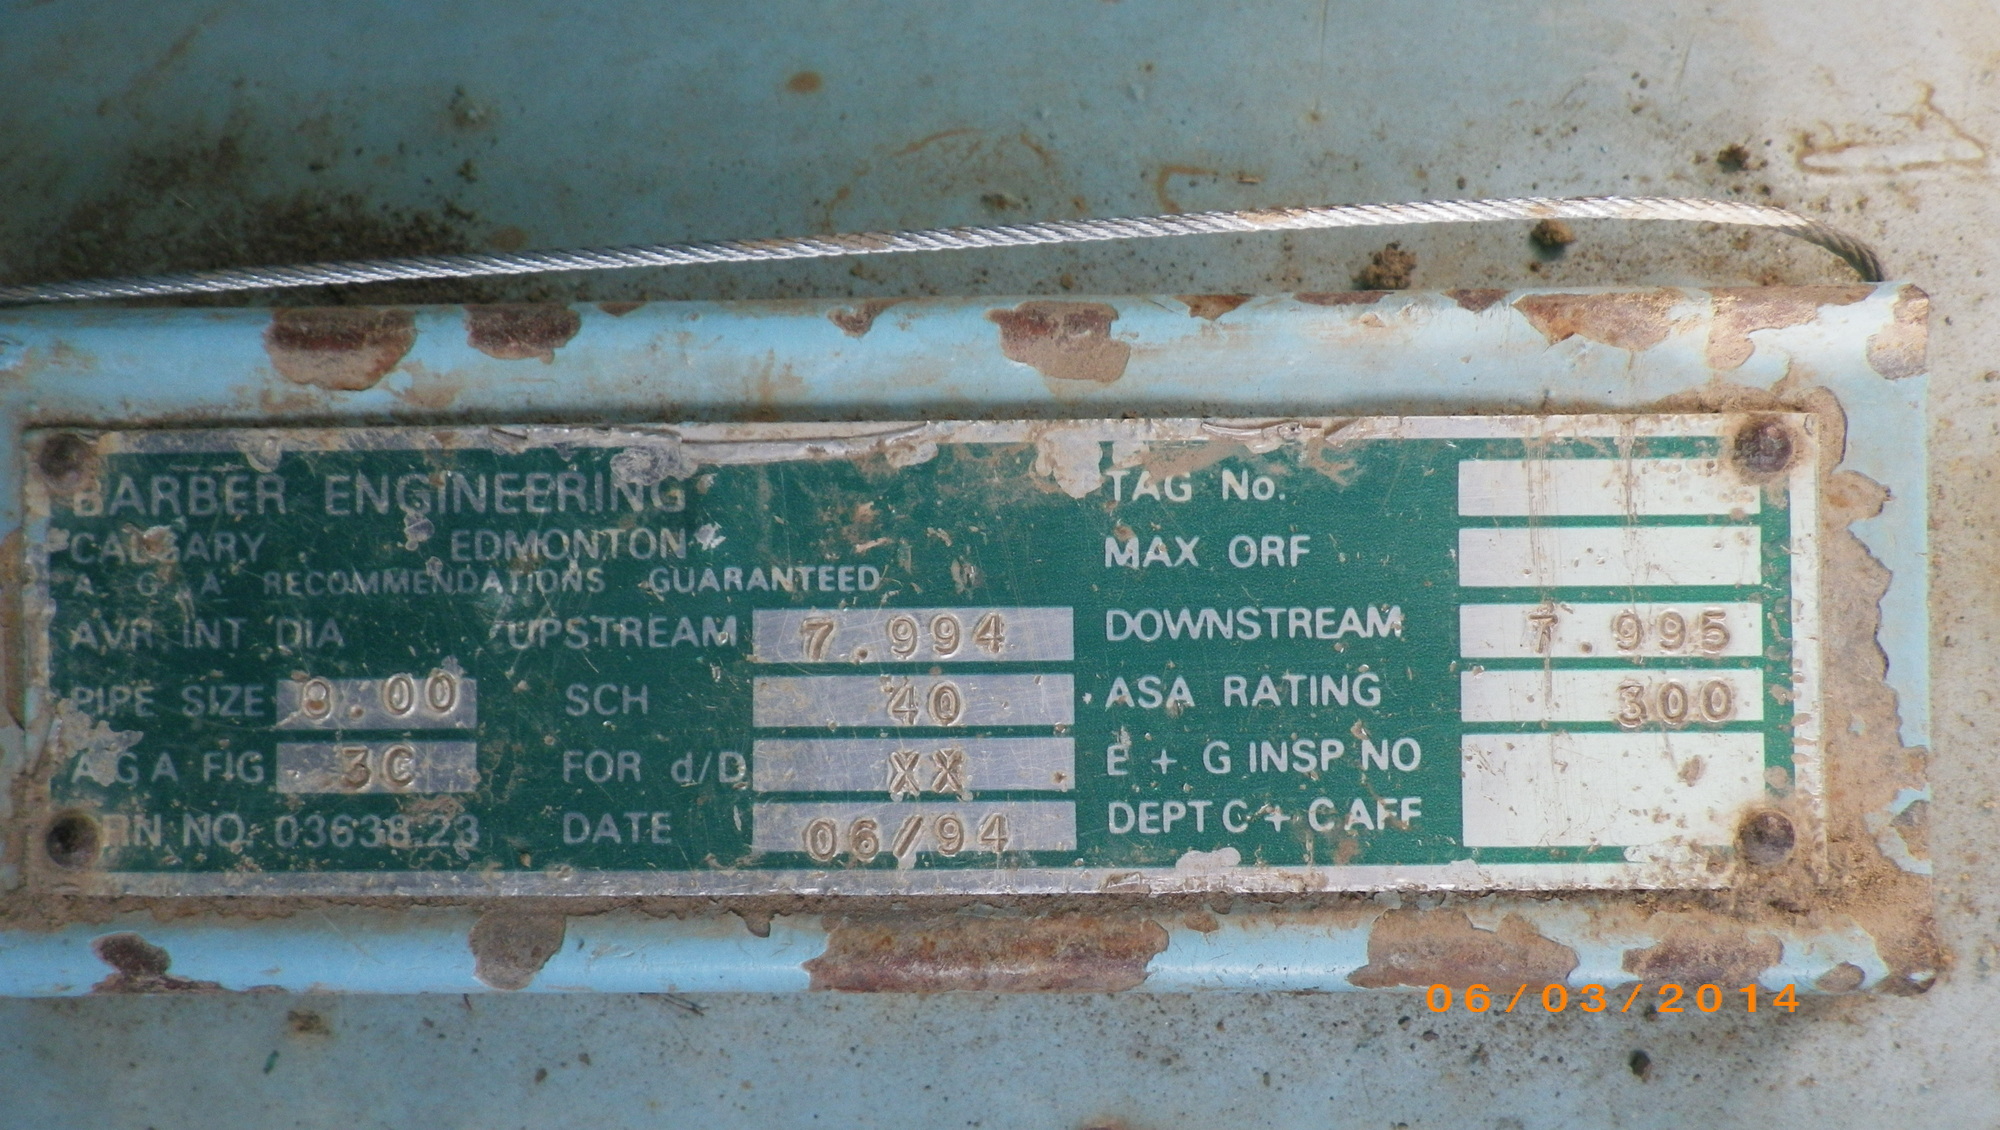 BARBER ENGINEERING
CALGARY EDMONTON
A. G. A. RECOMMENDATIONS GUARANTEED
AVR. INT DIA UPSTREAM 7.994
PIPE SIZE 8.00 SCH 40
A G A FIG 3C FOR d/D XX
NO. 03638.23 DATE 06/94
TAG No.
MAX ORF
DOWNSTREAM 7.995
ASA RATING 300
E + G INSP NO
DEPT C + C AFF
06/03/2014